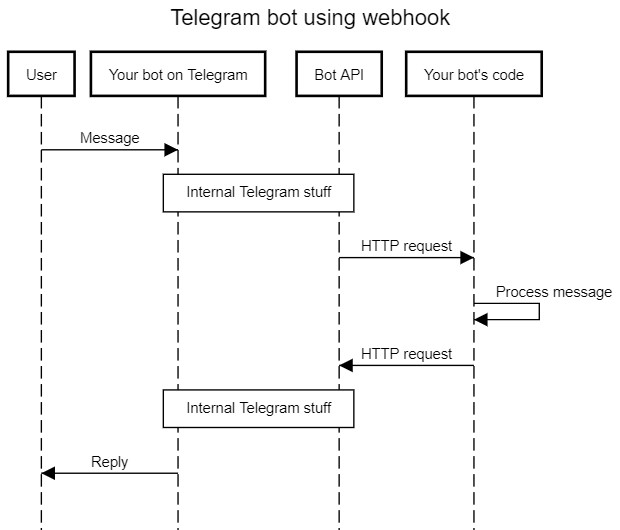 Telegram bot using webhook
User
Your bot on Telegram
Bot API
Your bot's code
Message
Internal Telegram stuff
HTTP request
Process message
HTTP request
Internal Telegram stuff
Reply